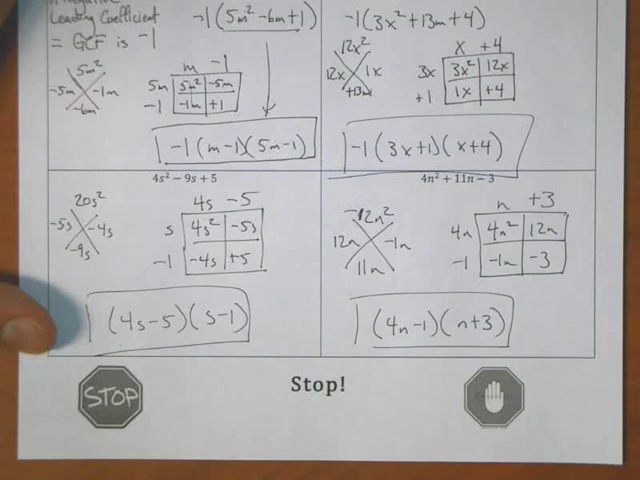 Leading Coefficient
= GCF is -1
-1(5m²-6m+1)
5m²
-5m -1m
-6m
m -1
5m 5m² -5m
-1 -1m +1
-1(m-1)(5m-1)
-1(3x²+13m+4)
12x²
12x 1x
+13m
x +4
3x 3x² 12x
+1 1x +4
-1(3x+1)(x+4)
4s² – 9s + 5
20s²
-5s -4s
-9s
4s -5
s 4s² -5s
-1 -4s +5
(4s-5)(s-1)
4n² + 11n – 3
-12n²
12n -1n
11n
n +3
4n 4n² 12n
-1 -1n -3
(4n-1)(n+3)
STOP
Stop!